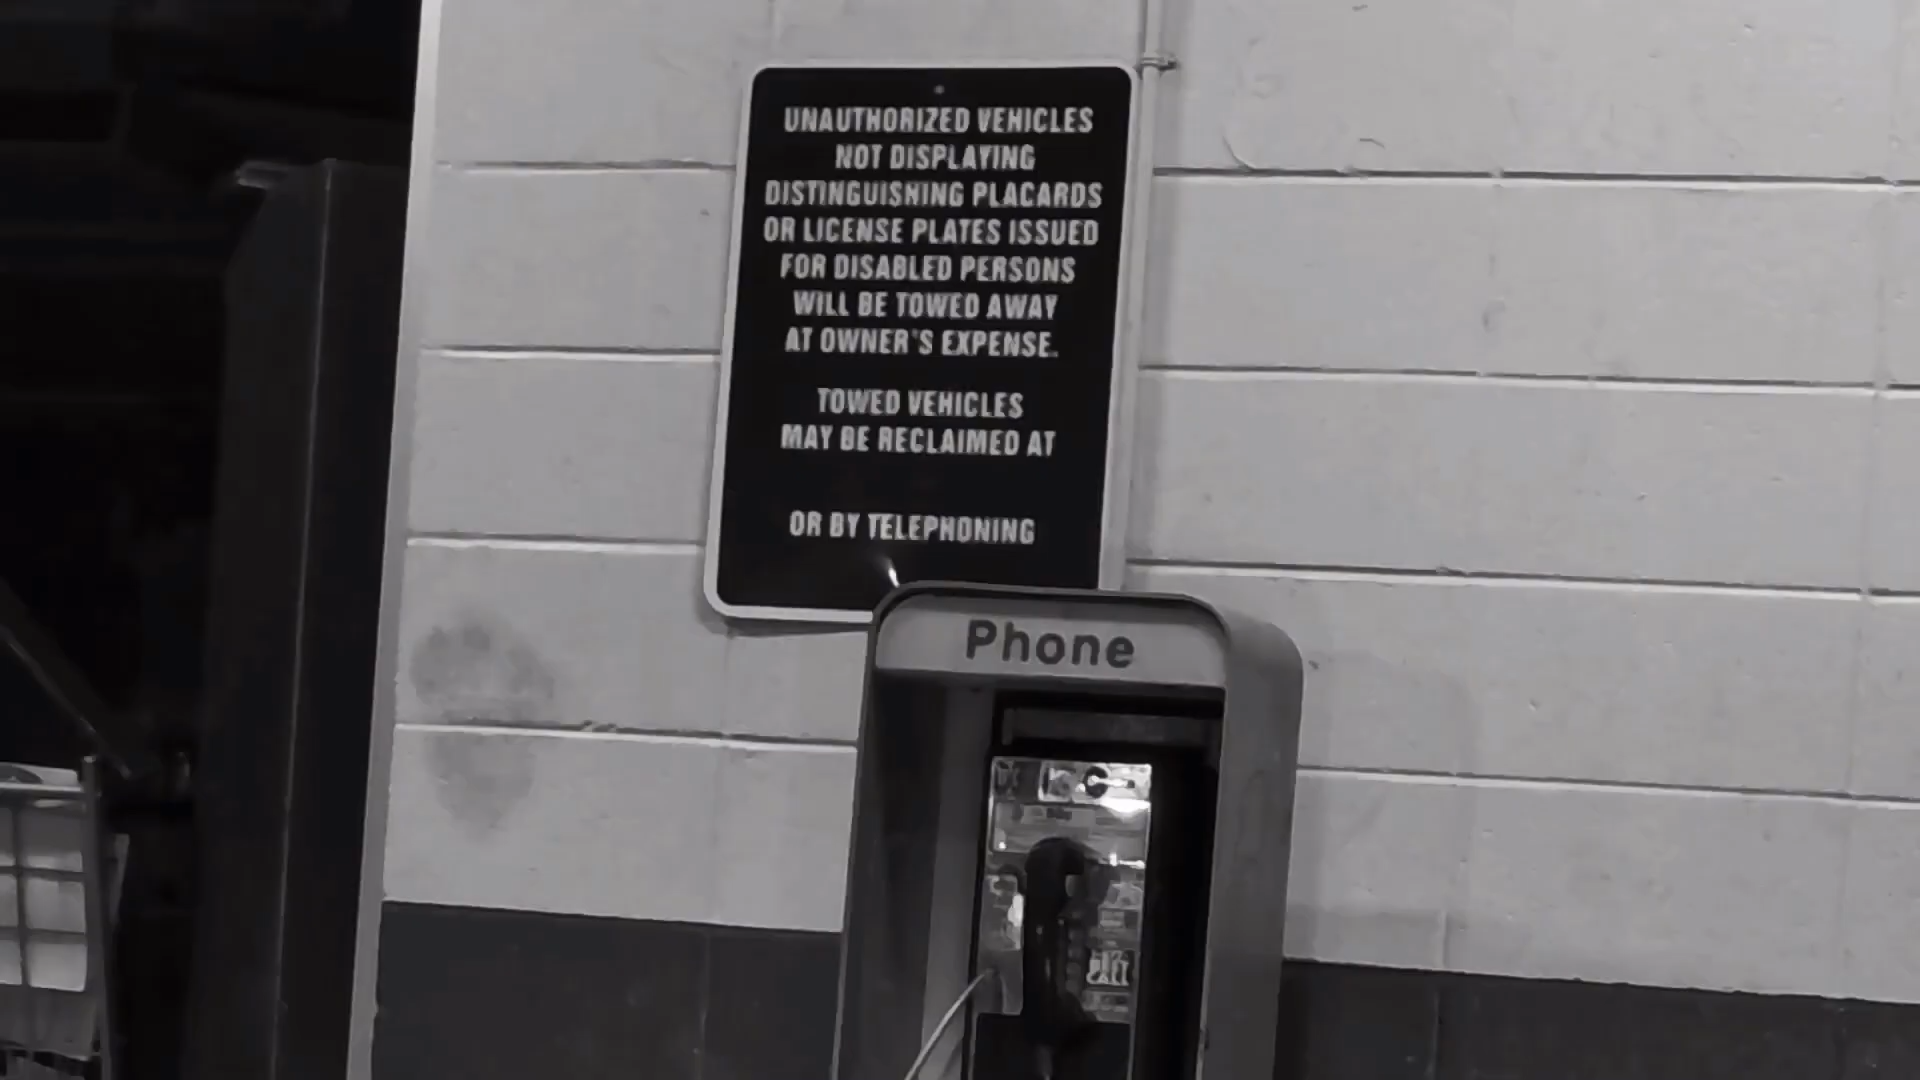 UNAUTHORIZED VEHICLES
NOT DISPLAYING
DISTINGUISHING PLACARDS
OR LICENSE PLATES ISSUED
FOR DISABLED PERSONS
WILL BE TOWED AWAY
AT OWNER'S EXPENSE.
TOWED VEHICLES
MAY BE RECLAIMED AT
OR BY TELEPHONING
Phone